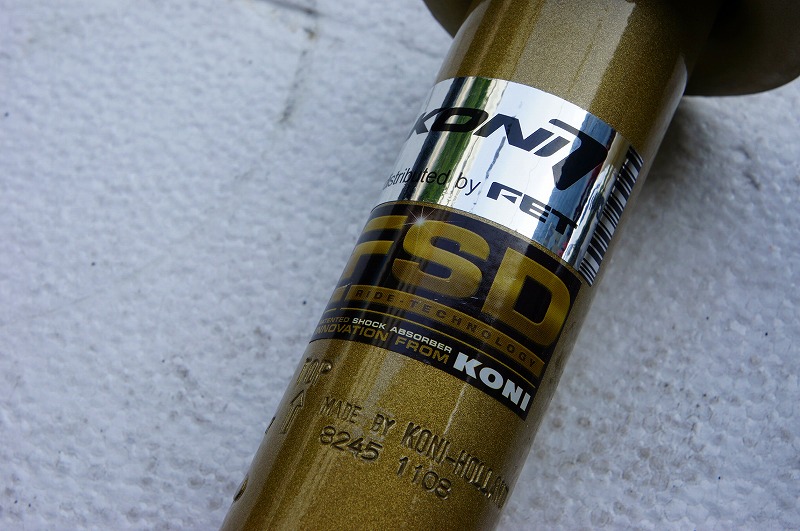 KONI
distributed by FET
FSD
RIDE-TECHNOLOGY
PATENTED SHOCK ABSORBER
INNOVATION FROM KONI
TOP
MADE BY KONI-HOLLAND
8245 1108